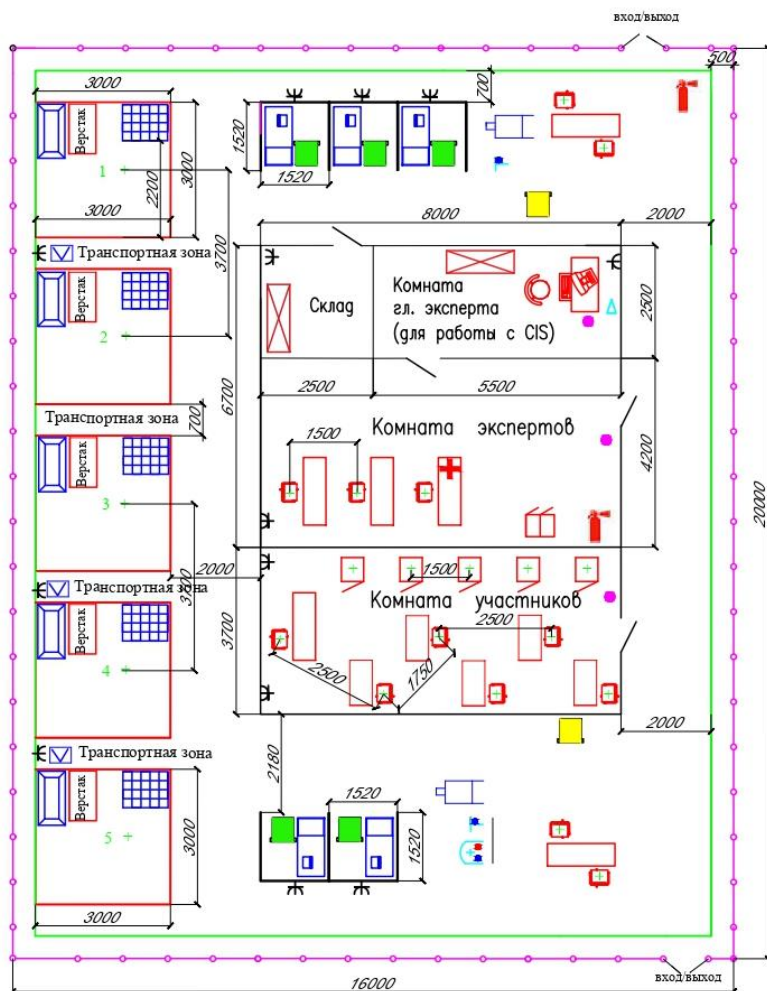 вход/выход
500
3000
700
Верстак
1
2200
3000
1520
1520
3000
3700
8000
2000
Транспортная зона
Верстак
2
Склад
Комната
гл. эксперта
(для работы с CIS)
2500
6700
2500
5500
Транспортная зона
700
Комната экспертов
1500
4200
Верстак
3
20000
2000
Транспортная зона
3700
1500
Комната участников
3700
2500
2500
1750
Верстак
4
2000
Транспортная зона
2180
1520
Верстак
5
3000
1520
3000
вход/выход
16000